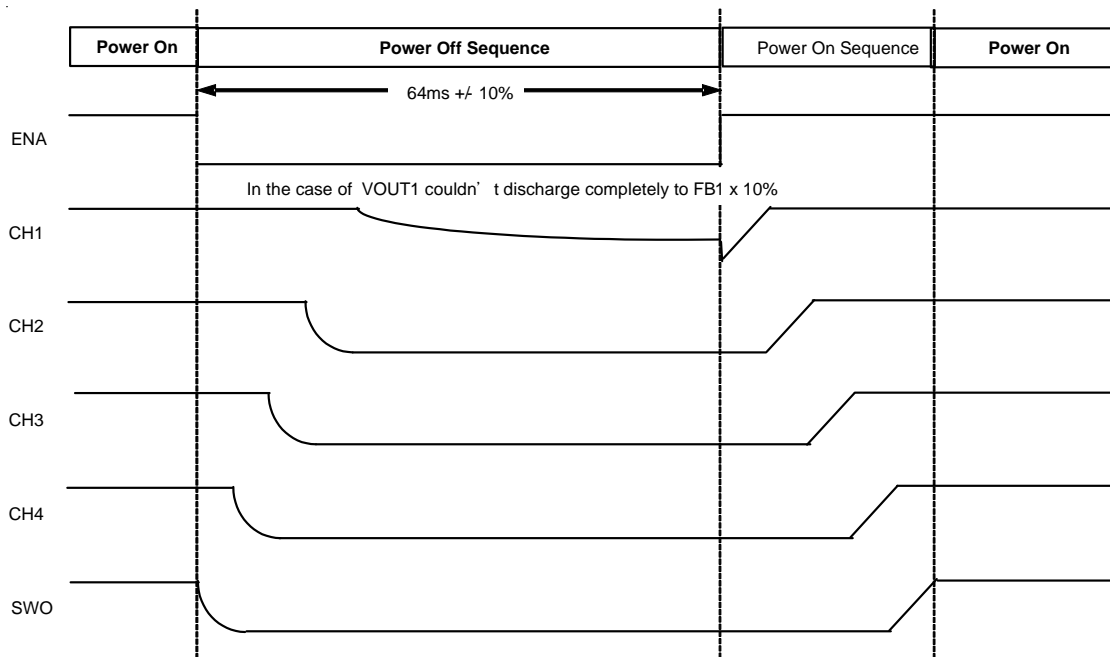 Power On Power Off Sequence Power On Sequence Power On
64ms +/- 10%
ENA
In the case of VOUT1 couldn’ t discharge completely to FB1 x 10%
CH1
CH2
CH3
CH4
SWO